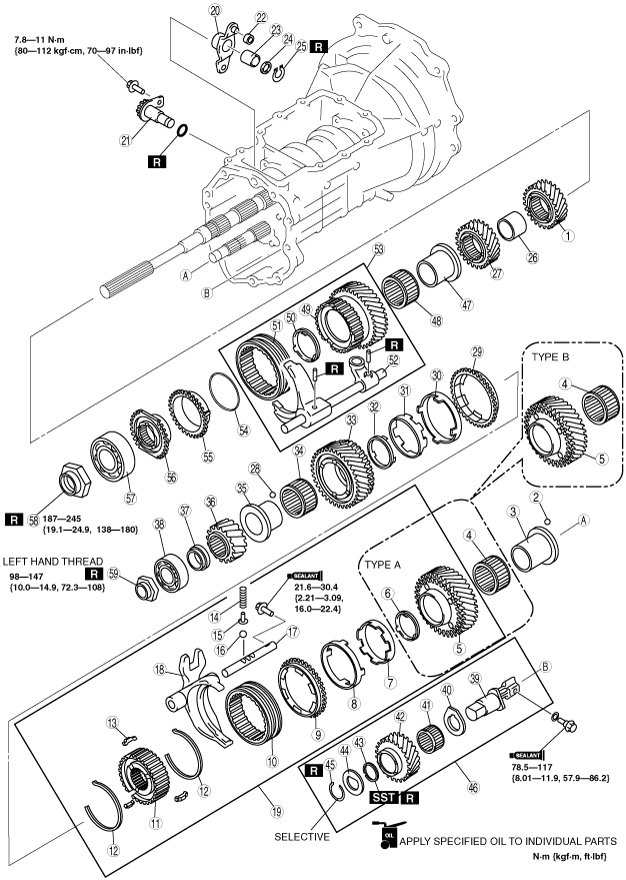 20
22
23
24
25
R
7.8—11 N·m
{80—112 kgf·cm, 70—97 in·lbf}
21
R
A
B
1
26
27
47
48
53
49
50
51
R
R
52
54
55
56
57
29
30
31
32
33
34
TYPE B
4
5
R 58 187—245
{19.1—24.9, 138—180}
28
35
36
37
38
LEFT HAND THREAD
R 59
98—147
{10.0—14.9, 72.3—108}
2
3
A
4
TYPE A
5
6
SEALANT
21.6—30.4
{2.21—3.09,
16.0—22.4}
14
15
16
17
18
7
8
9
10
13
12
11
12
19
B
39
40
41
42
43
44
45
R
SST R
SEALANT
78.5—117
{8.01—11.9, 57.9—86.2}
46
SELECTIVE
OIL
APPLY SPECIFIED OIL TO INDIVIDUAL PARTS
N·m {kgf·m, ft·lbf}